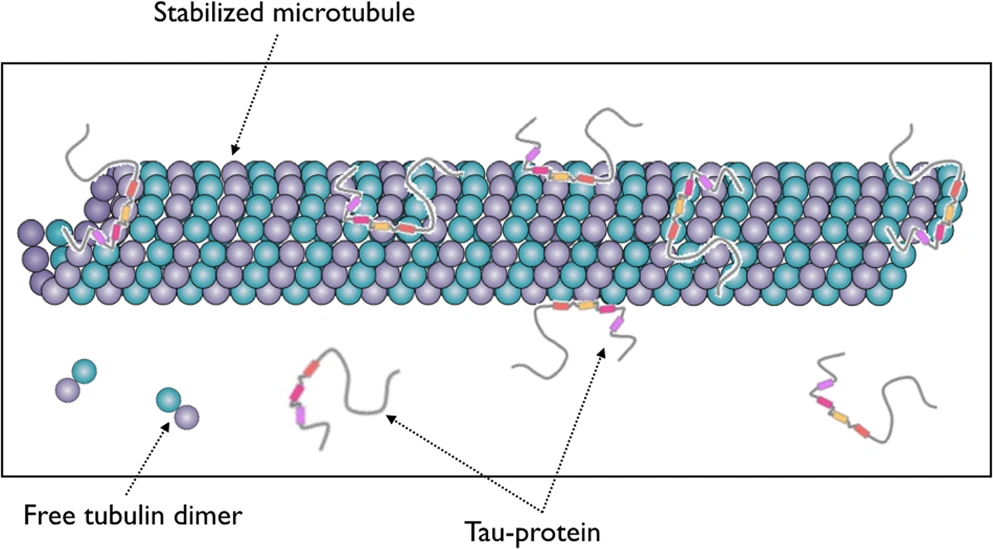 Stabilized microtubule
Free tubulin dimer
Tau-protein